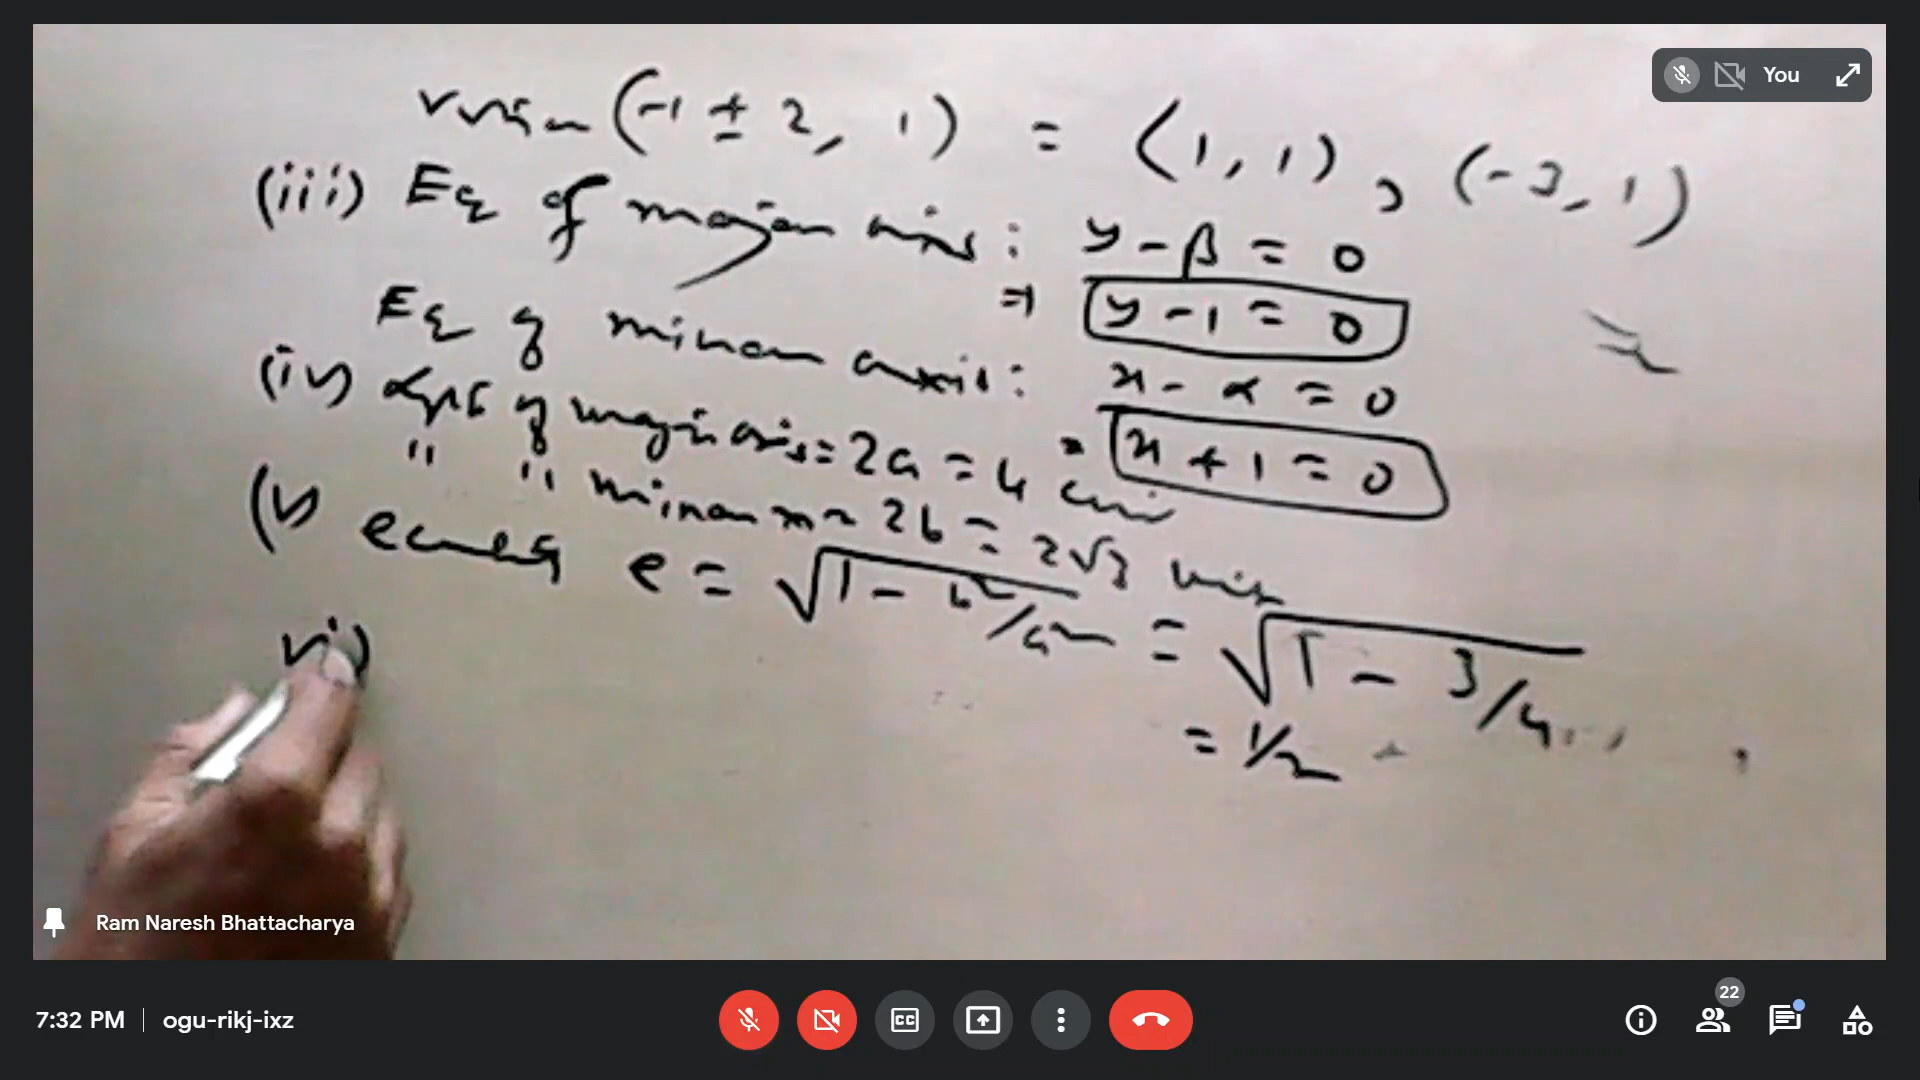 You
(-1 ± 2, 1) = (1, 1), (-3, 1)
(iii) Eq of major axis : y - β = 0
⇒ y - 1 = 0
Eq of minor axis : x - α = 0
x + 1 = 0
(iv) of major axis = 2a = 4
" " minor = 2b = 2√3
(v) e = √1 - b²/a² = √1 - 3/4
= 1/2
vi)
Ram Naresh Bhattacharya
7:32 PM | ogu-rikj-ixz
CC
22